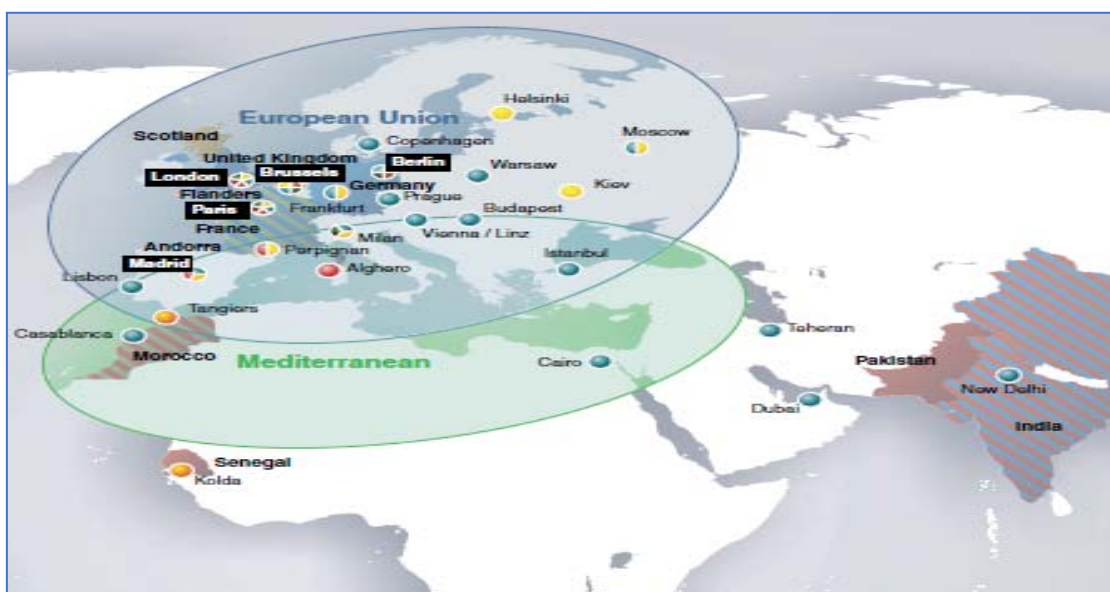 Helsinki
European Union
Scotland
Copenhagen
Moscow
United Kingdom
Berlin
London
Brussels
Warsaw
Germany
Kiev
Flanders
Prague
Paris
Frankfurt
Budapest
France
Vienna / Linz
Milan
Andorra
Perpignan
Istanbul
Madrid
Lisbon
Alghero
Tangiers
Casablanca
Teheran
Morocco
Mediterranean
Cairo
Pakistan
New Delhi
Dubai
India
Senegal
Kolda